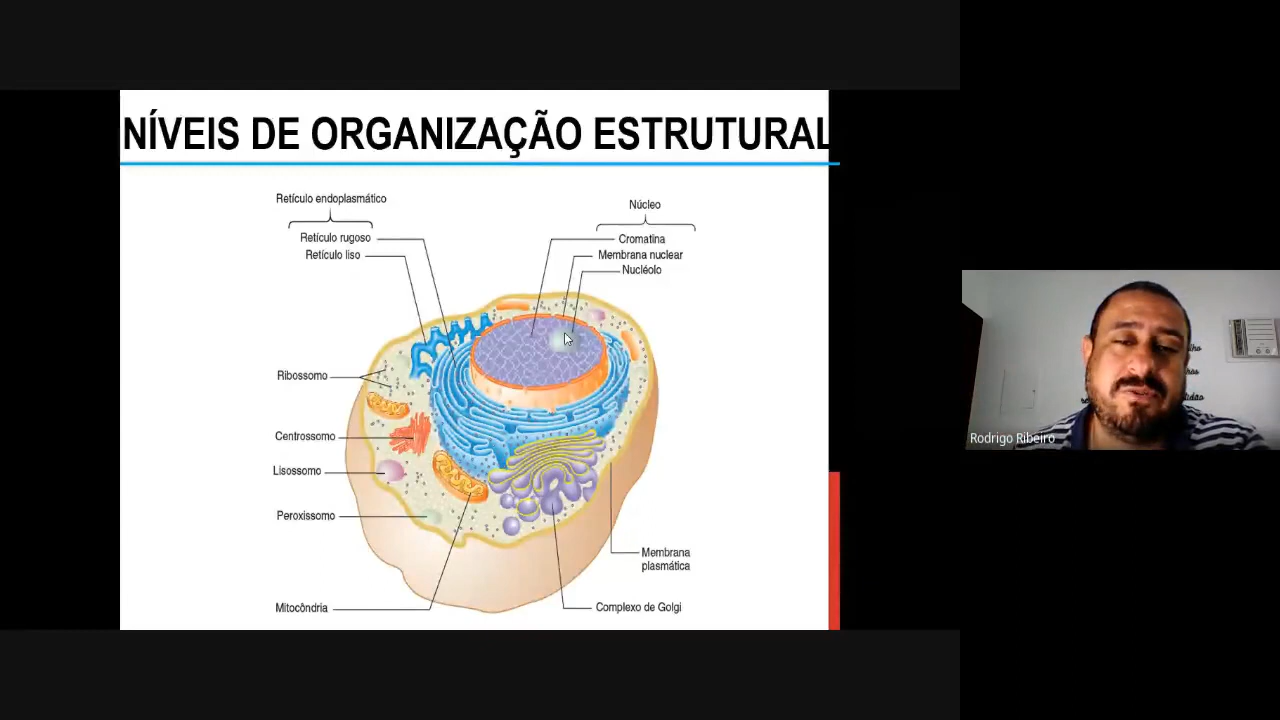 NÍVEIS DE ORGANIZAÇÃO ESTRUTURAL
Retículo endoplasmático
Retículo rugoso
Retículo liso
Núcleo
Cromatina
Membrana nuclear
Nucléolo
Ribossomo
Centrossomo
Lisossomo
Peroxissomo
Mitocôndria
Membrana
plasmática
Complexo de Golgi
Rodrigo Ribeiro